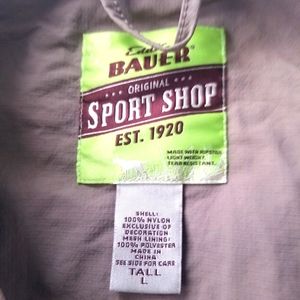 Eddie
BAUER
ORIGINAL
SPORT SHOP
EST. 1920
MADE WITH RIPSTOP
LIGHT WEIGHT,
TEAR RESISTANT.
SHELL:
100% NYLON
EXCLUSIVE OF
DECORATION
MESH LINING:
100% POLYESTER
MADE IN
CHINA
SEE SIDE FOR CARE
TALL
L